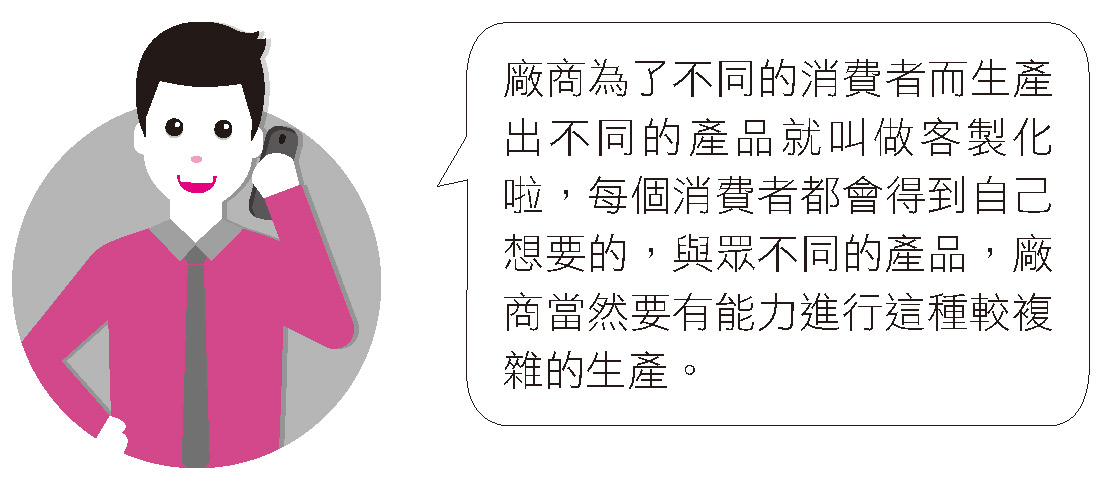 廠商為了不同的消費者而生產
出不同的產品就叫做客製化
啦，每個消費者都會得到自己
想要的，與眾不同的產品，廠
商當然要有能力進行這種較複
雜的生產。